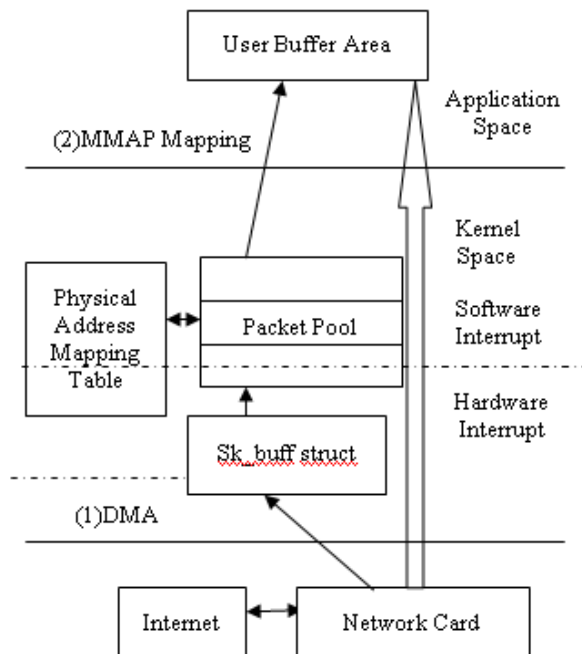 User Buffer Area
Application
Space
(2)MMAP Mapping
Kernel
Space
Physical
Address
Mapping
Table
Packet Pool
Software
Interrupt
Hardware
Interrupt
Sk_buff struct
(1)DMA
Internet
Network Card